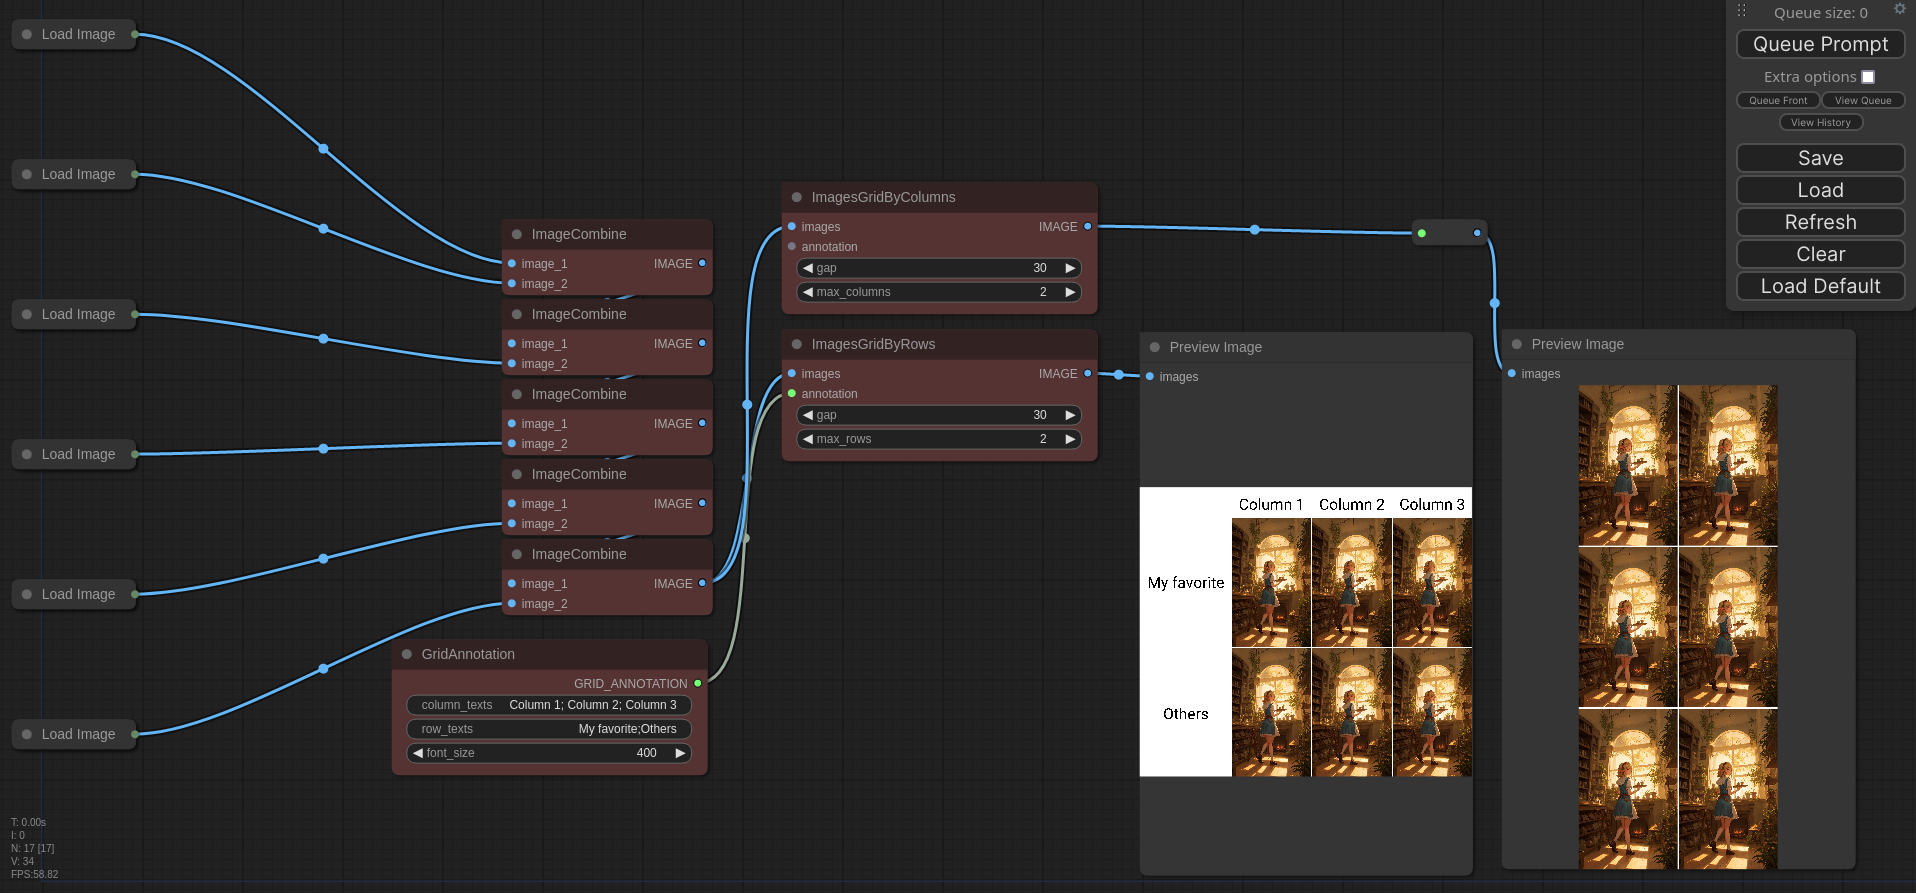 Load Image
Load Image
Load Image
Load Image
Load Image
Load Image
ImageCombine
image_1 IMAGE
image_2
ImageCombine
image_1 IMAGE
image_2
ImageCombine
image_1 IMAGE
image_2
ImageCombine
image_1 IMAGE
image_2
ImageCombine
image_1 IMAGE
image_2
GridAnnotation
GRID_ANNOTATION
column_texts Column 1; Column 2; Column 3
row_texts My favorite;Others
font_size 400
ImagesGridByColumns
images IMAGE
annotation
gap 30
max_columns 2
ImagesGridByRows
images IMAGE
annotation
gap 30
max_rows 2
Preview Image
images
Column 1 Column 2 Column 3
My favorite
Others
Preview Image
images
Queue size: 0
Queue Prompt
Extra options
Queue Front View Queue
View History
Save
Load
Refresh
Clear
Load Default
T: 0.00s
I: 0
N: 17 [17]
V: 34
FPS:58.82